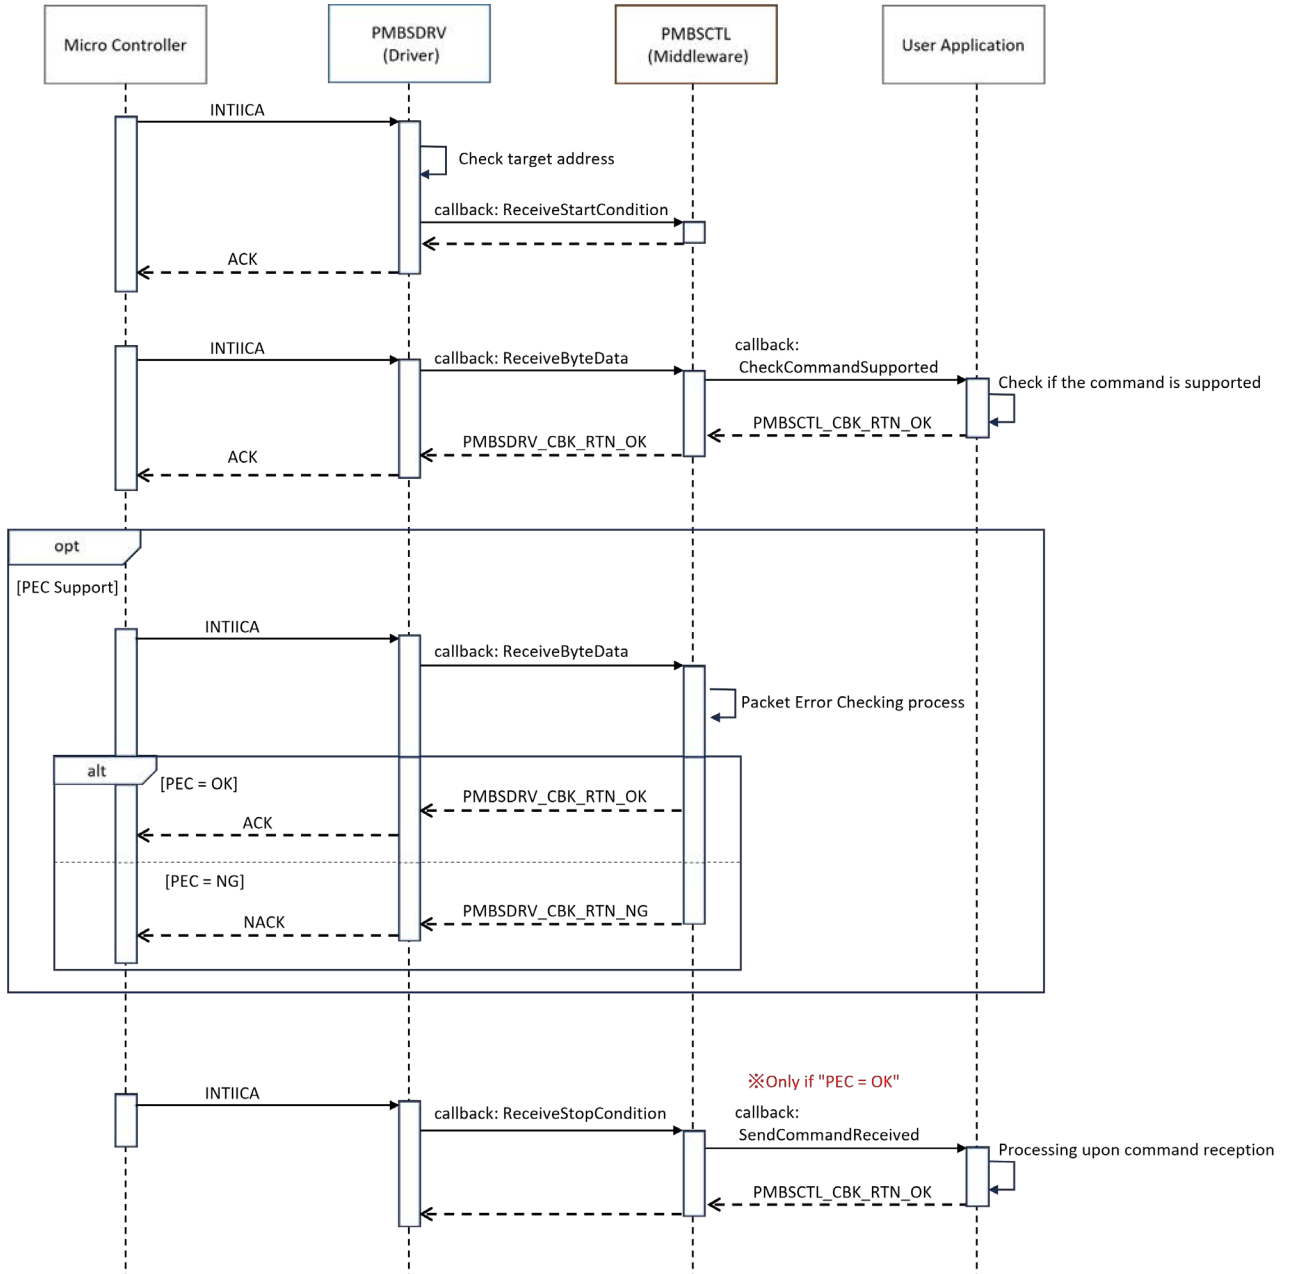 Micro Controller
PMBSDRV
(Driver)
PMBSCTL
(Middleware)
User Application
INTIICA
Check target address
callback: ReceiveStartCondition
ACK
INTIICA
callback: ReceiveByteData
callback:
CheckCommandSupported
Check if the command is supported
PMBSCTL_CBK_RTN_OK
PMBSDRV_CBK_RTN_OK
ACK
opt
[PEC Support]
INTIICA
callback: ReceiveByteData
Packet Error Checking process
alt
[PEC = OK]
PMBSDRV_CBK_RTN_OK
ACK
[PEC = NG]
PMBSDRV_CBK_RTN_NG
NACK
※Only if "PEC = OK"
INTIICA
callback: ReceiveStopCondition
callback:
SendCommandReceived
Processing upon command reception
PMBSCTL_CBK_RTN_OK